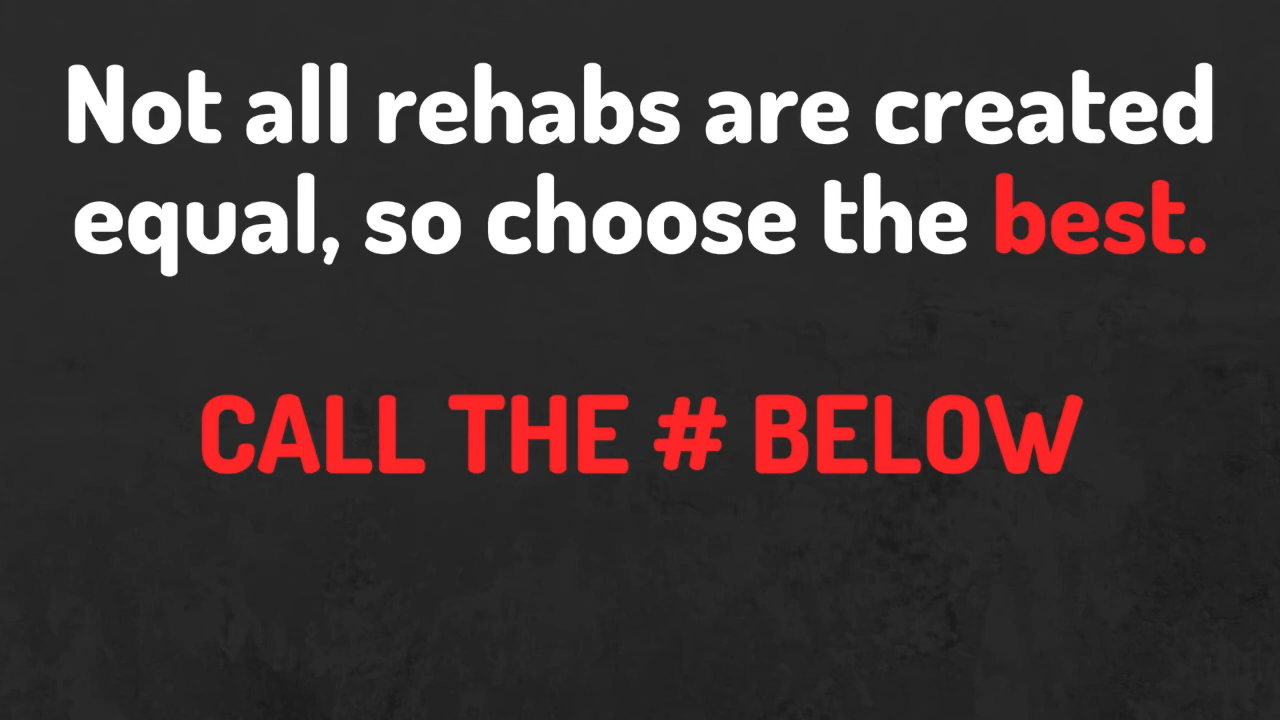 Not all rehabs are created
equal, so choose the best.
CALL THE # BELOW